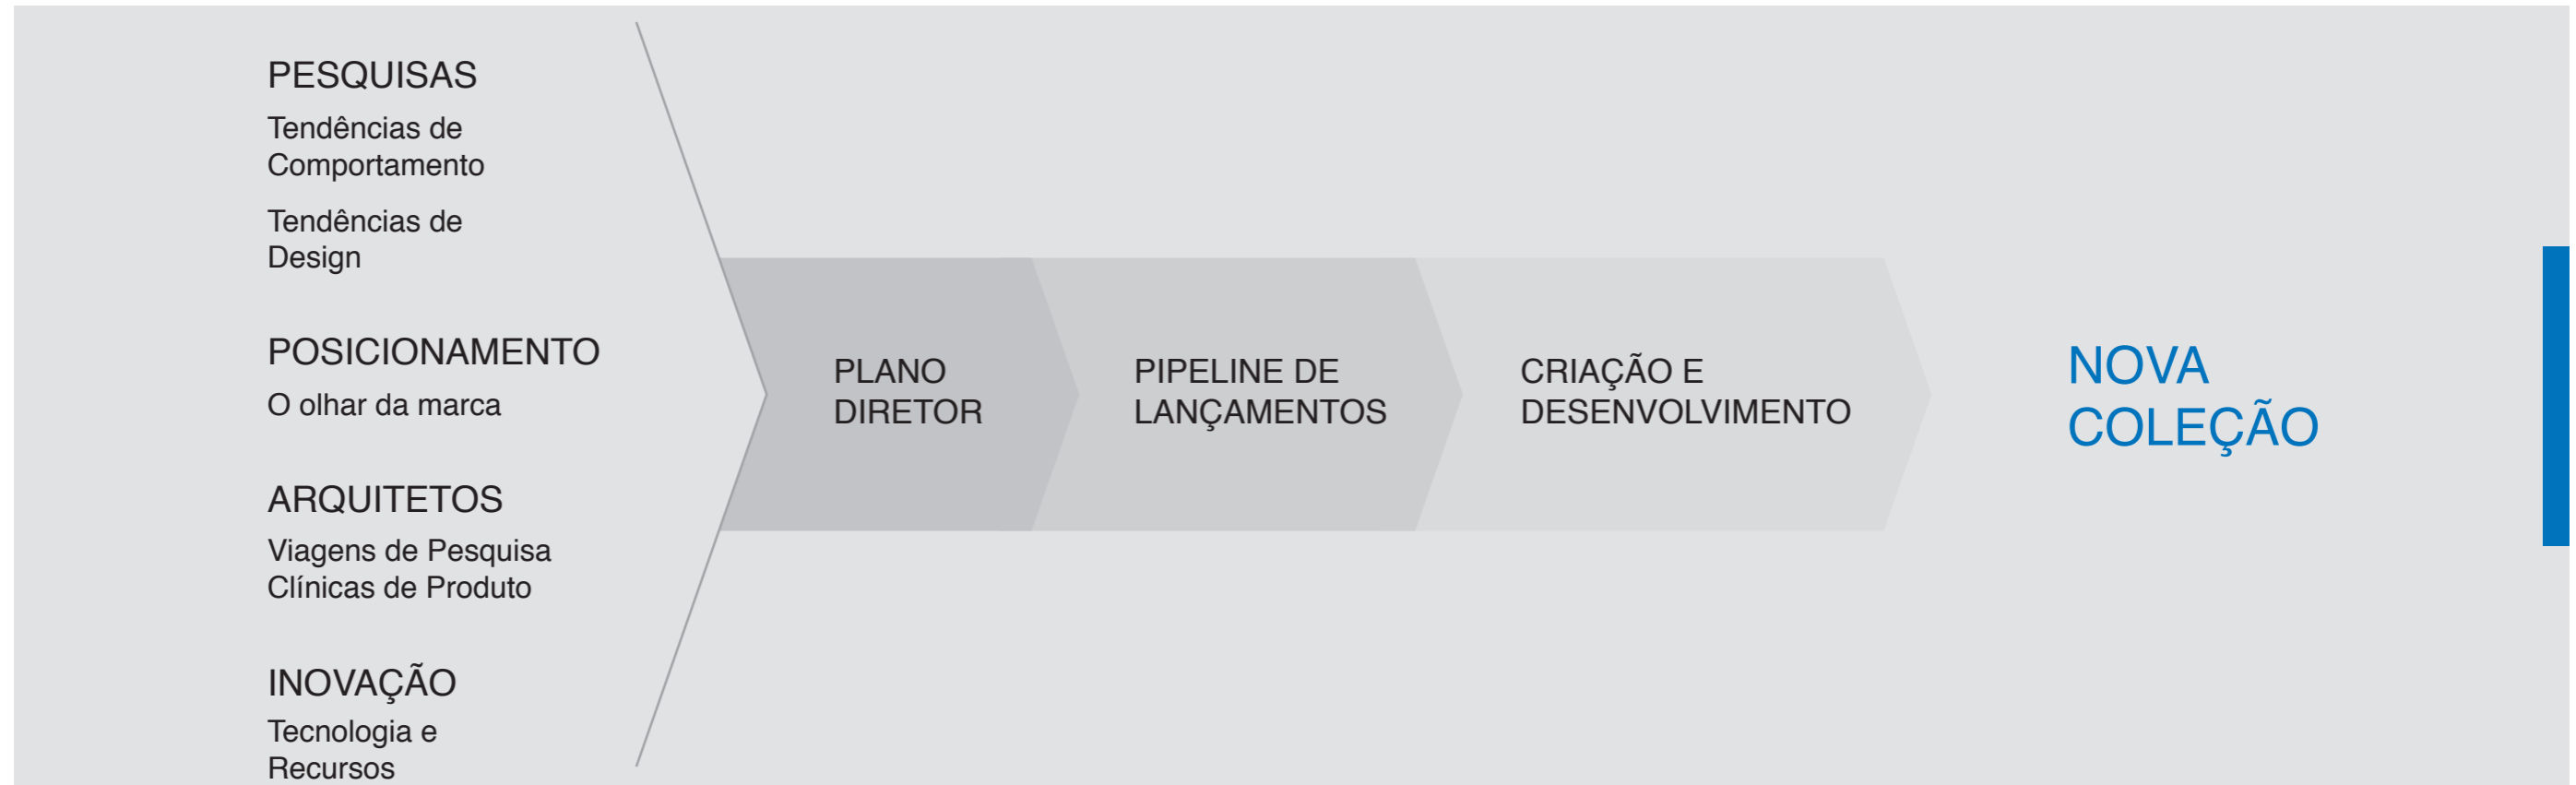 PESQUISAS
Tendências de
Comportamento
Tendências de
Design
POSICIONAMENTO
O olhar da marca
ARQUITETOS
Viagens de Pesquisa
Clínicas de Produto
INOVAÇÃO
Tecnologia e
Recursos
PLANO
DIRETOR
PIPELINE DE
LANÇAMENTOS
CRIAÇÃO E
DESENVOLVIMENTO
NOVA
COLEÇÃO